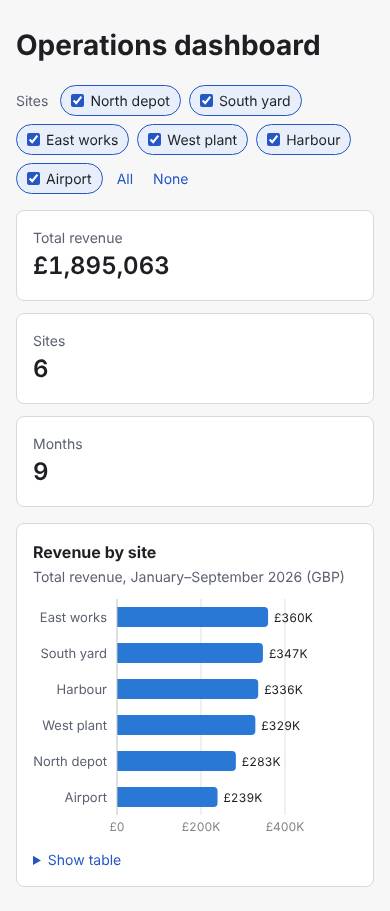 Operations dashboard
Sites North depot South yard
East works West plant Harbour
Airport All None
Total revenue
£1,895,063
Sites
6
Months
9
Revenue by site
Total revenue, January–September 2026 (GBP)
East works £360K
South yard £347K
Harbour £336K
West plant £329K
North depot £283K
Airport £239K
£0 £200K £400K
Show table